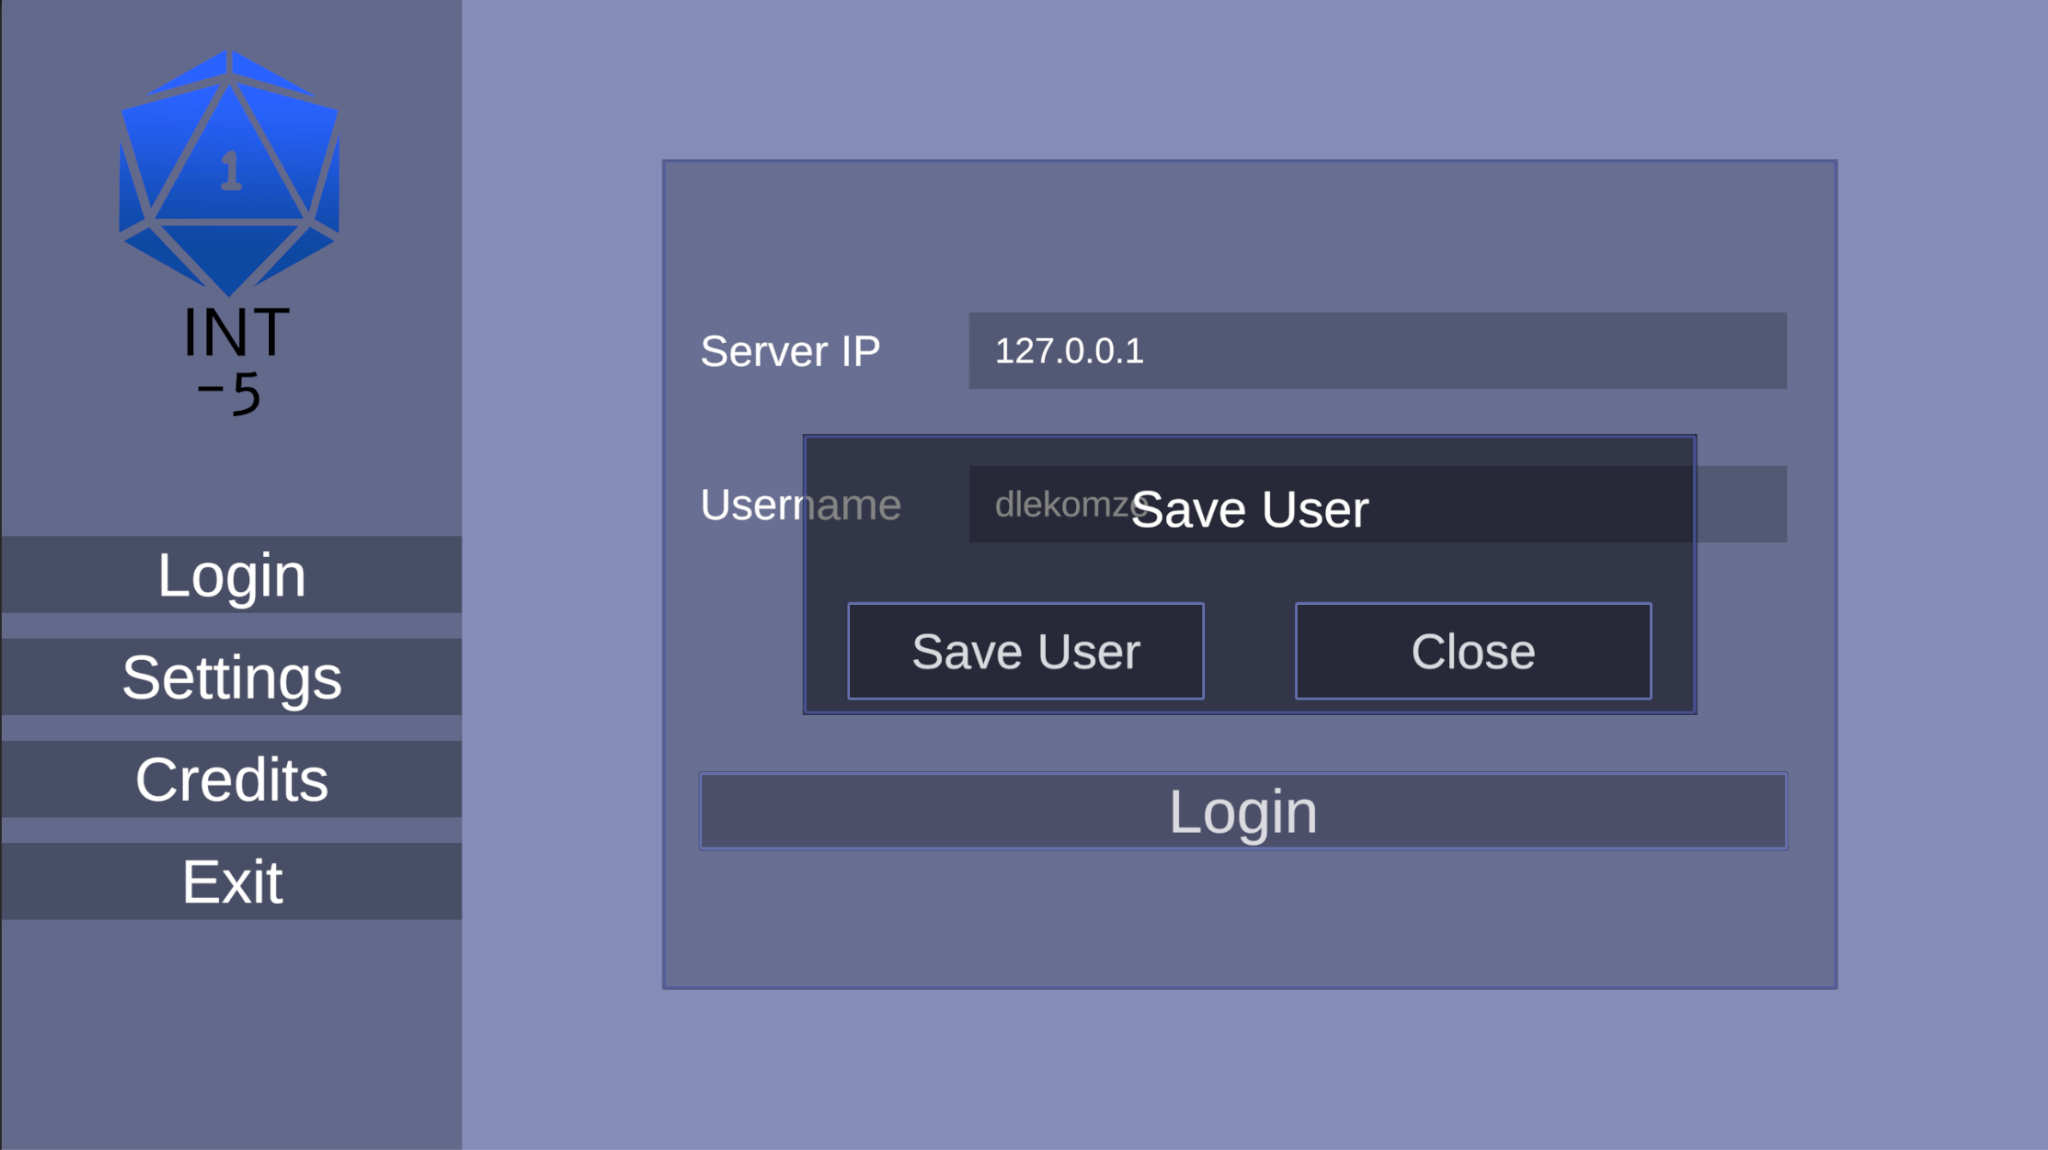 1
INT
-5
Login
Settings
Credits
Exit
Server IP
127.0.0.1
Username
Save User
Save User
Close
Login